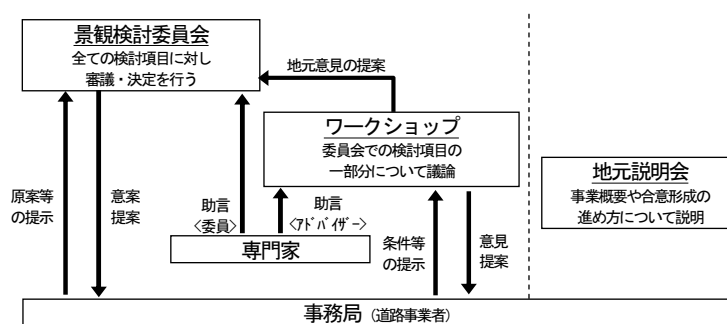 景観検討委員会
全ての検討項目に対し
審議・決定を行う
地元意見の提案
ワークショップ
委員会での検討項目の
一部分について議論
地元説明会
事業概要や合意形成の
進め方について説明
原案等
の提示
意案
提案
助言
<委員>
助言
<ｱﾄﾞﾊﾞｲｻﾞｰ>
専門家
条件等
の提示
意見
提案
事務局（道路事業者）